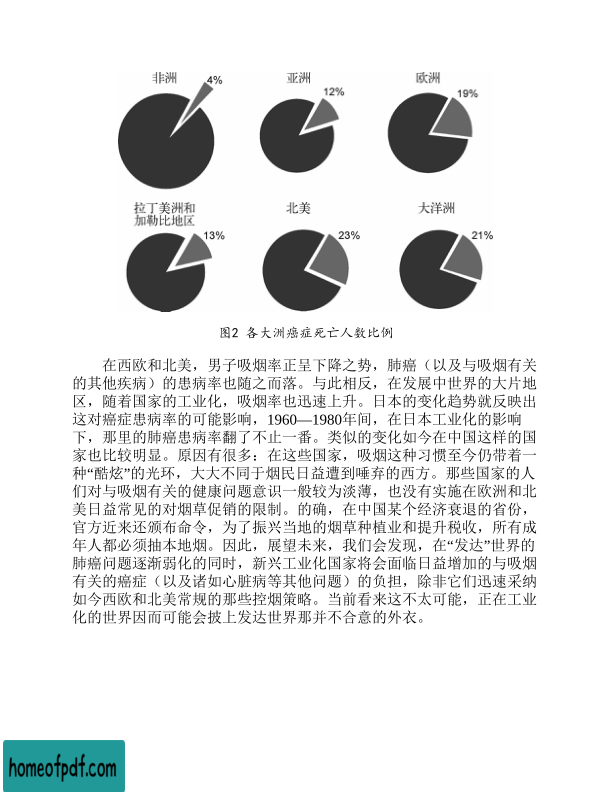 非洲
4%
亚洲
12%
欧洲
19%
拉丁美洲和
加勒比地区
13%
北美
23%
大洋洲
21%
图2 各大洲癌症死亡人数比例
在西欧和北美，男子吸烟率正呈下降之势，肺癌（以及与吸烟有关
的其他疾病）的患病率也随之而落。与此相反，在发展中世界的大片地
区，随着国家的工业化，吸烟率也迅速上升。日本的变化趋势就反映出
这对癌症患病率的可能影响，1960—1980年间，在日本工业化的影响
下，那里的肺癌患病率翻了不止一番。类似的变化如今在中国这样的国
家也比较明显。原因有很多：在这些国家，吸烟这种习惯至今仍带着一
种“酷炫”的光环，大大不同于烟民日益遭到唾弃的西方。那些国家的人
们对与吸烟有关的健康问题意识一般较为淡薄，也没有实施在欧洲和北
美日益常见的对烟草促销的限制。的确，在中国某个经济衰退的省份，
官方近来还颁布命令，为了振兴当地的烟草种植业和提升税收，所有成
年人都必须抽本地烟。因此，展望未来，我们会发现，在“发达”世界的
肺癌问题逐渐弱化的同时，新兴工业化国家将会面临日益增加的与吸烟
有关的癌症（以及诸如心脏病等其他问题）的负担，除非它们迅速采纳
如今西欧和北美常规的那些控烟策略。当前看来这不太可能，正在工业
化的世界因而可能会披上发达世界那并不合意的外衣。
homeofpdf.com